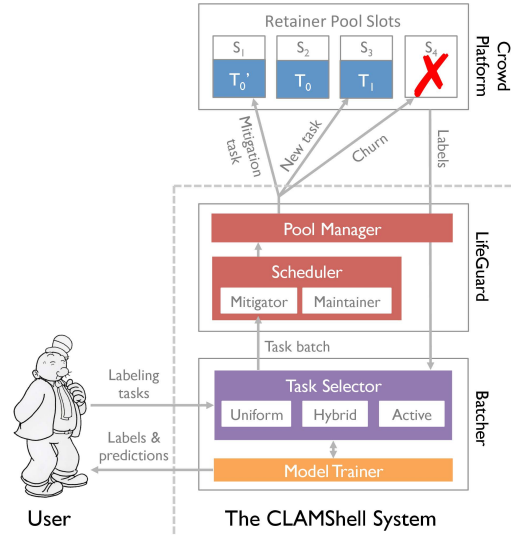 Retainer Pool Slots
S1
S2
S3
S4
T0'
T0
T1
Crowd
Platform
Mitigation
task
New task
Churn
Labels
Pool Manager
Scheduler
Mitigator
Maintainer
LifeGuard
Task batch
Task Selector
Uniform
Hybrid
Active
Batcher
Labeling
tasks
Labels &
predictions
Model Trainer
User
The CLAMShell System